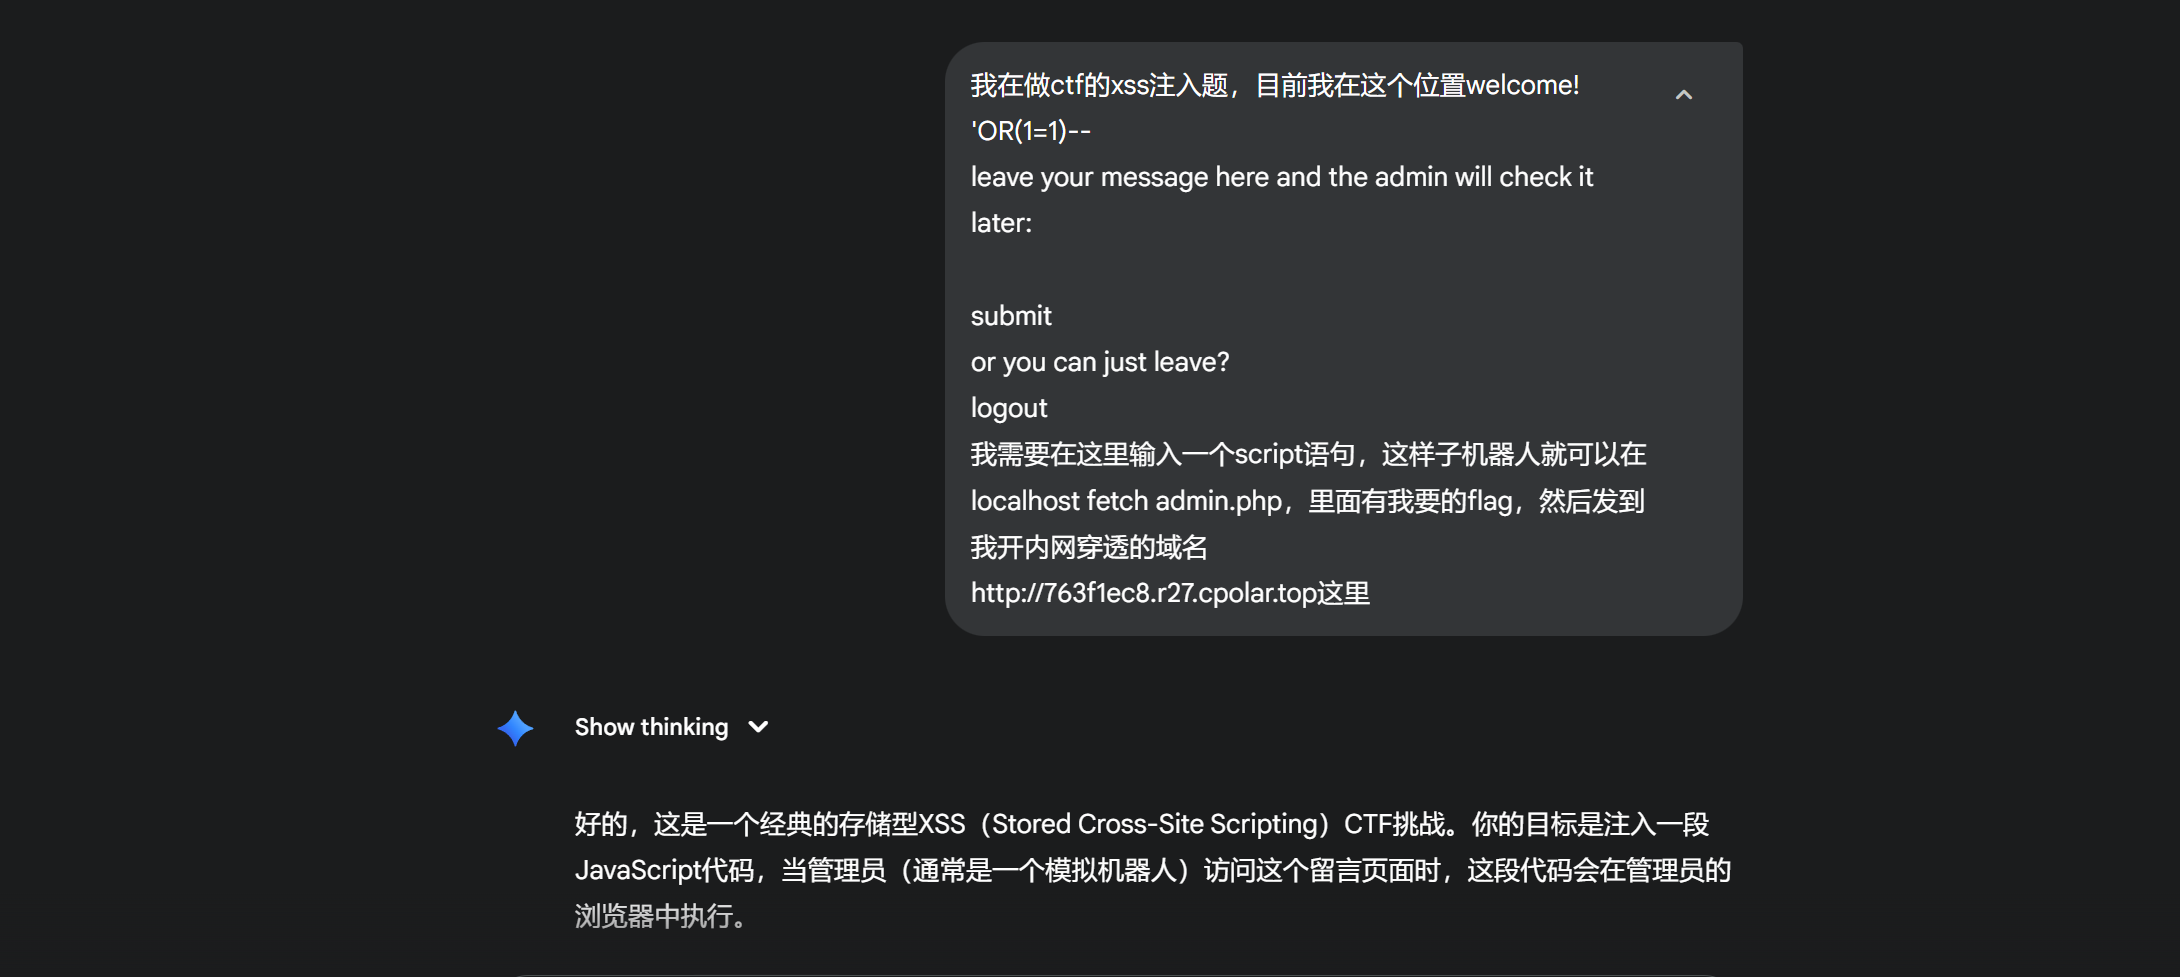 我在做ctf的xss注入题，目前我在这个位置welcome!
'OR(1=1)--
leave your message here and the admin will check it
later:
submit
or you can just leave?
logout
我需要在这里输入一个script语句，这样子机器人就可以在
localhost fetch admin.php，里面有我要的flag，然后发到
我开内网穿透的域名
http://763f1ec8.r27.cpolar.top这里
Show thinking
好的，这是一个经典的存储型XSS（Stored Cross-Site Scripting）CTF挑战。你的目标是注入一段
JavaScript代码，当管理员（通常是一个模拟机器人）访问这个留言页面时，这段代码会在管理员的
浏览器中执行。